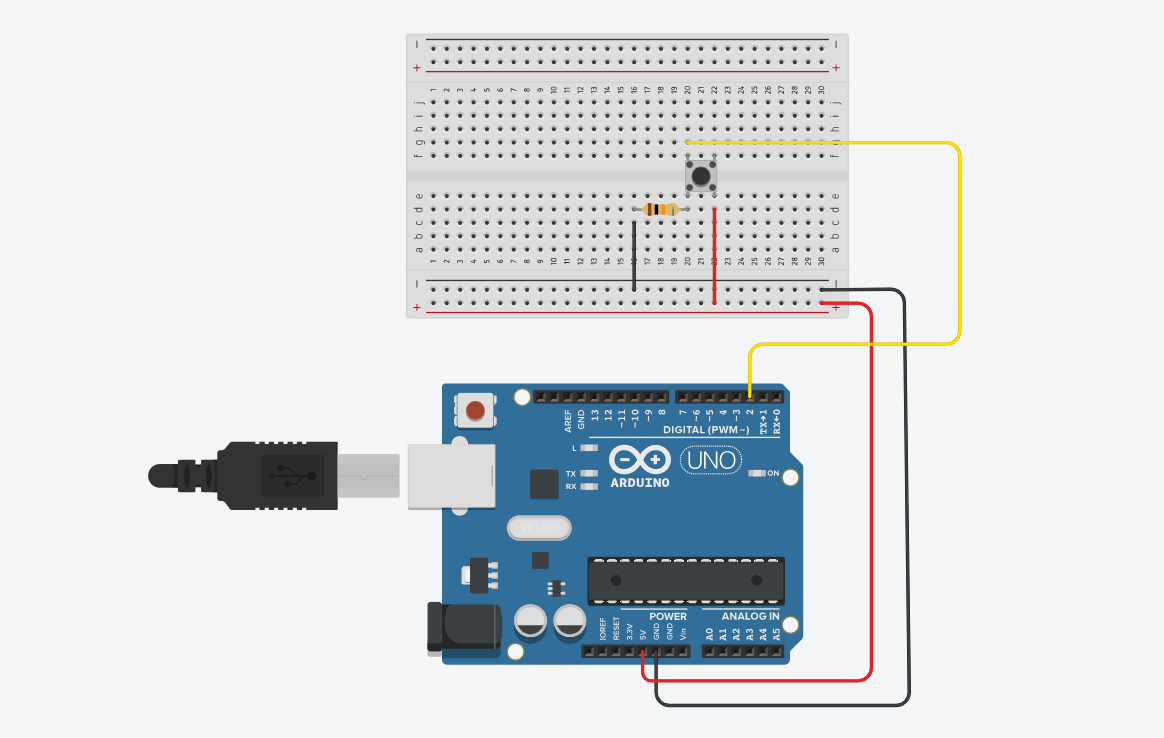 − −
+ +
1 2 3 4 5 6 7 8 9 10 11 12 13 14 15 16 17 18 19 20 21 22 23 24 25 26 27 28 29 30
j j
i i
h h
g g
f f
e e
d d
c c
b b
a a
1 2 3 4 5 6 7 8 9 10 11 12 13 14 15 17 18 19 20 21 23 24 25 26 27 28 29 30
− −
+ +
AREF GND 13 12 ~11 ~10 ~9 8 7 ~6 ~5 4 ~3 2 TX→1 RX←0
DIGITAL (PWM~)
L
TX
RX
ARDUINO
UNO
ON
POWER ANALOG IN
IOREF RESET 3.3V 5V GND GND Vin A0 A1 A2 A3 A4 A5